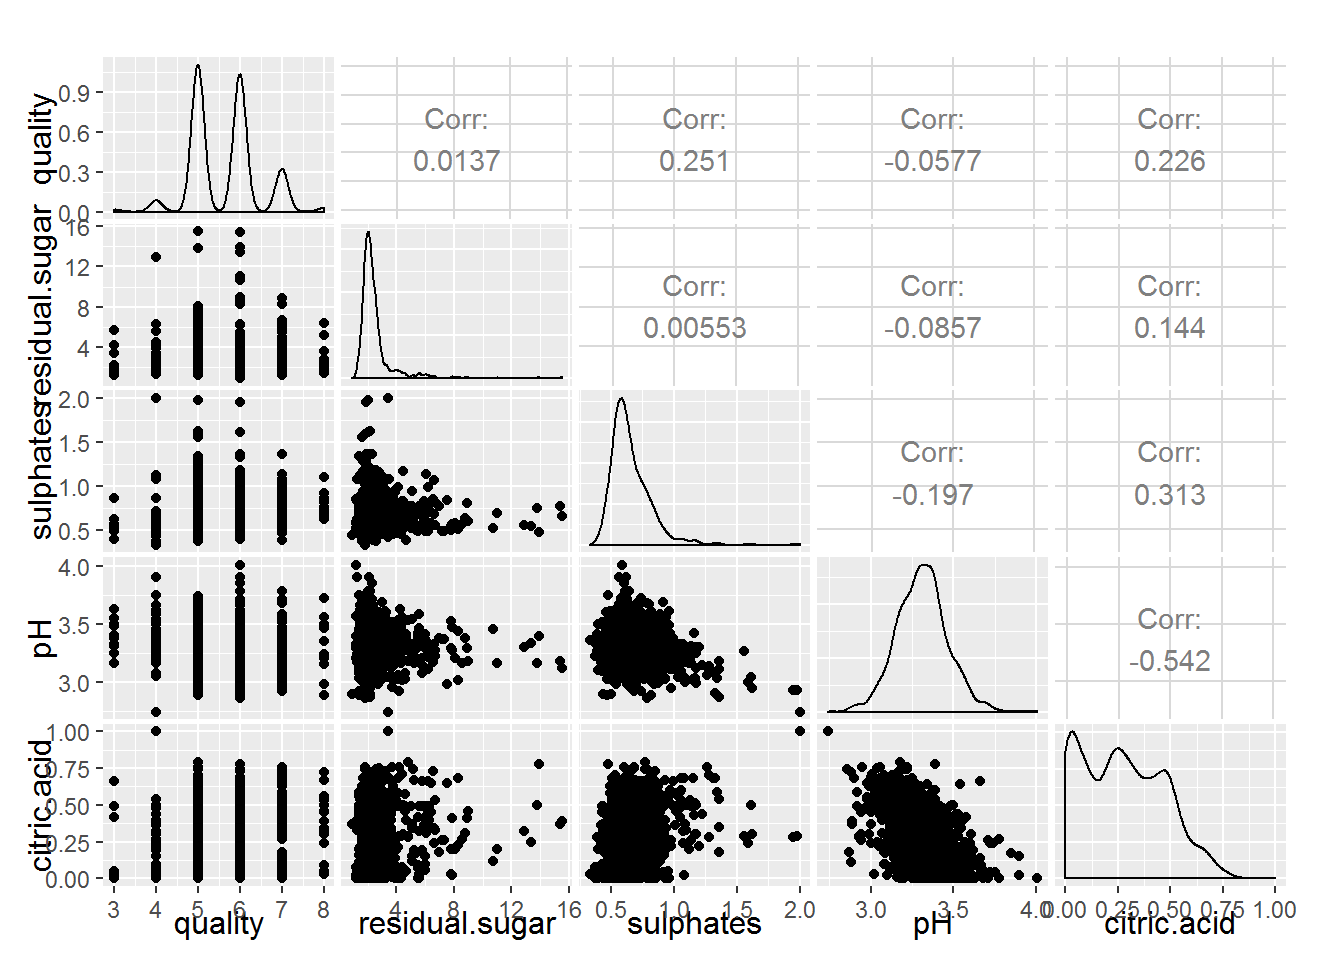 quality
0.9
0.6
0.3
0.0
Corr:
0.0137
Corr:
0.251
Corr:
-0.0577
Corr:
0.226
residual.sugar
16
12
8
4
Corr:
0.00553
Corr:
-0.0857
Corr:
0.144
sulphates
2.0
1.5
1.0
0.5
Corr:
-0.197
Corr:
0.313
pH
4.0
3.5
3.0
Corr:
-0.542
citric.acid
1.00
0.75
0.50
0.25
0.00
3 4 5 6 7 8
4 8 12 16
0.5 1.0 1.5 2.0
3.0 3.5 4.0
0.00 0.25 0.50 0.75 1.00
quality residual.sugar sulphates pH citric.acid